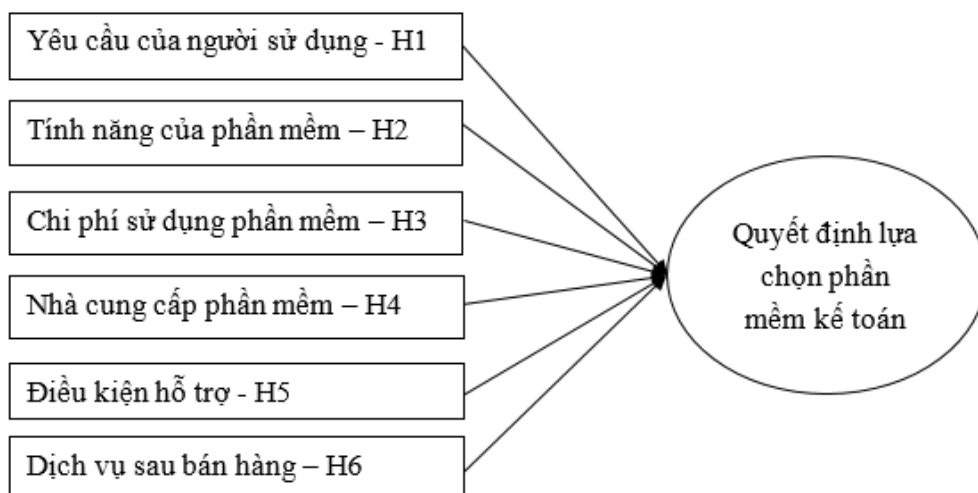 Yêu cầu của người sử dụng - H1
Tính năng của phần mềm – H2
Chi phí sử dụng phần mềm – H3
Nhà cung cấp phần mềm – H4
Điều kiện hỗ trợ - H5
Dịch vụ sau bán hàng – H6
Quyết định lựa
chọn phần
mềm kế toán